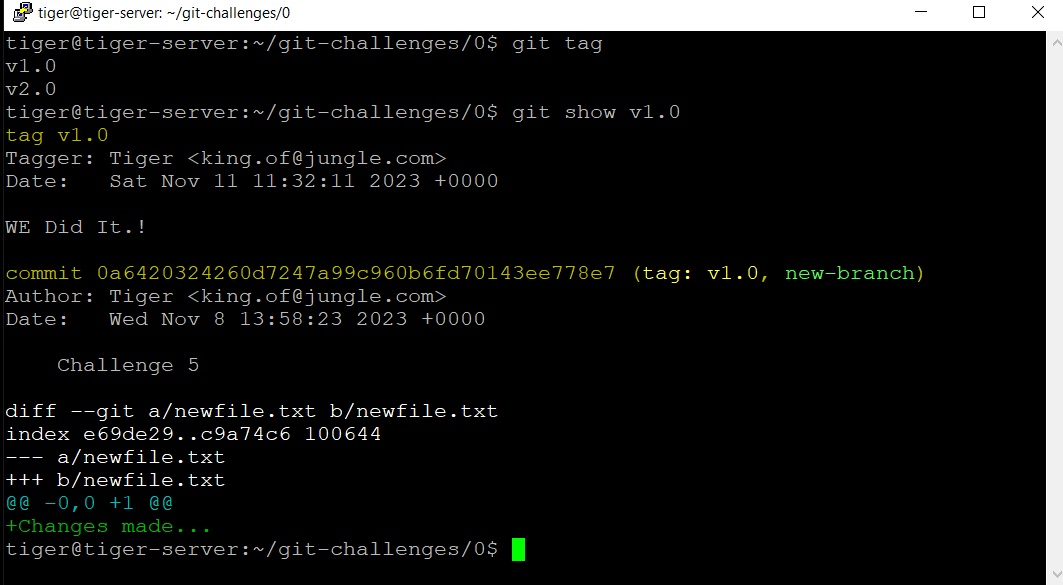 tiger@tiger-server: ~/git-challenges/0
tiger@tiger-server:~/git-challenges/0$ git tag
v1.0
v2.0
tiger@tiger-server:~/git-challenges/0$ git show v1.0
tag v1.0
Tagger: Tiger <king.of@jungle.com>
Date:   Sat Nov 11 11:32:11 2023 +0000

WE Did It.!

commit 0a6420324260d7247a99c960b6fd70143ee778e7 (tag: v1.0, new-branch)
Author: Tiger <king.of@jungle.com>
Date:   Wed Nov 8 13:58:23 2023 +0000

    Challenge 5

diff --git a/newfile.txt b/newfile.txt
index e69de29..c9a74c6 100644
--- a/newfile.txt
+++ b/newfile.txt
@@ -0,0 +1 @@
+Changes made...
tiger@tiger-server:~/git-challenges/0$